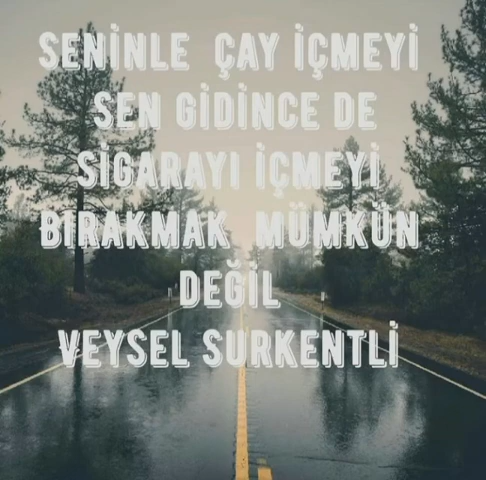 SENİNLE ÇAY İÇMEYİ
SEN GİDİNCE DE
SİGARAYI İÇMEYİ
BIRAKMAK MÜMKÜN
DEĞİL
VEYSEL SURKENTLİ